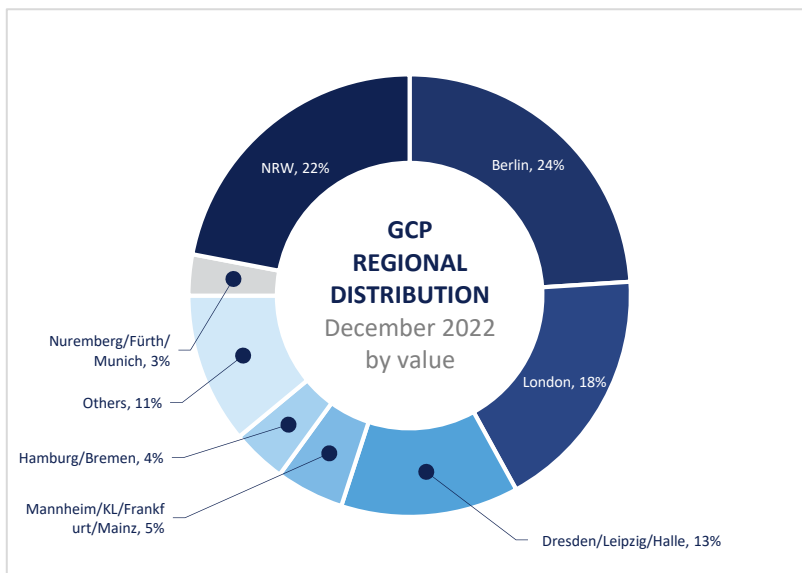 NRW, 22%
Berlin, 24%
GCP
REGIONAL
DISTRIBUTION
December 2022
by value
Nuremberg/Fürth/
Munich, 3%
London, 18%
Others, 11%
Hamburg/Bremen, 4%
Mannheim/KL/Frankf
urt/Mainz, 5%
Dresden/Leipzig/Halle, 13%